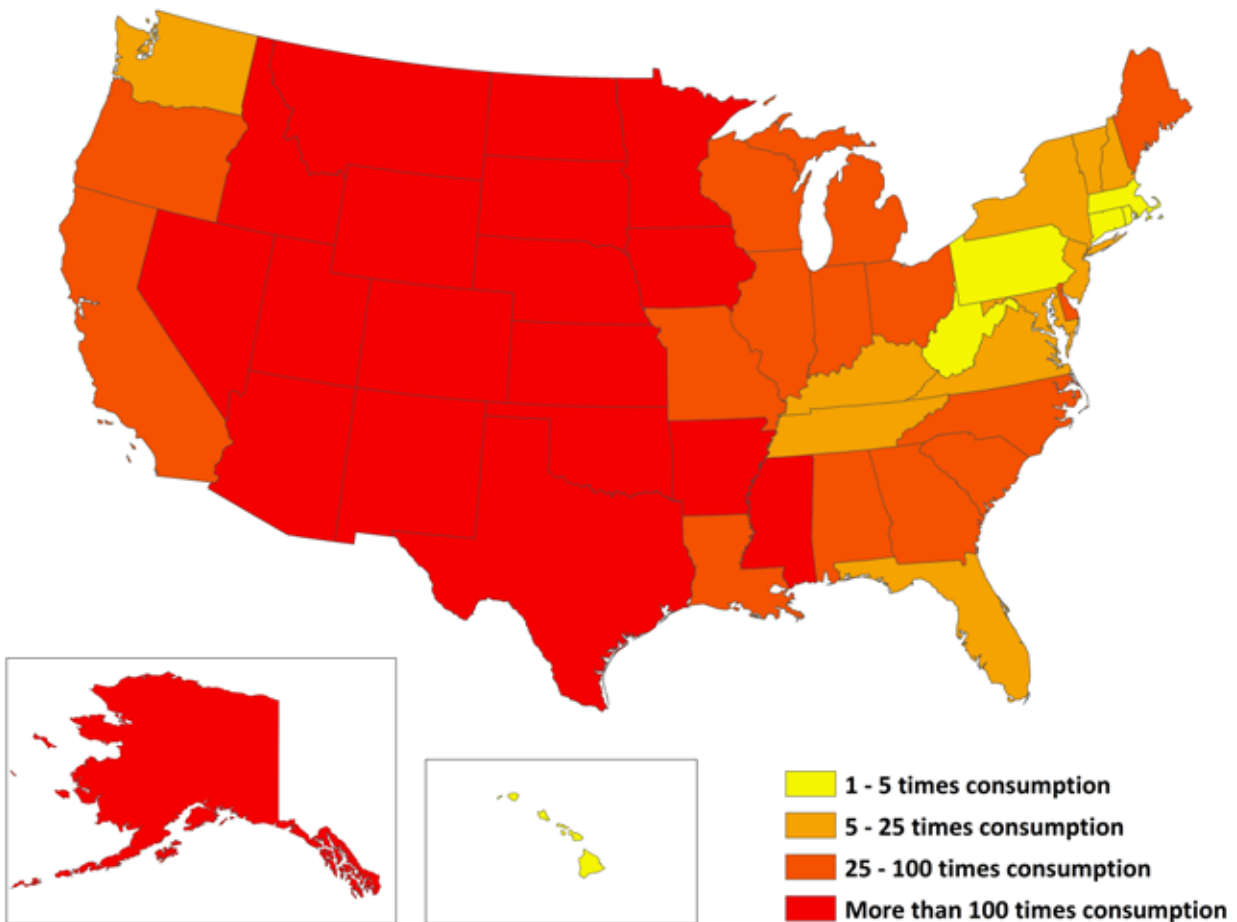 1 - 5 times consumption
5 - 25 times consumption
25 - 100 times consumption
More than 100 times consumption